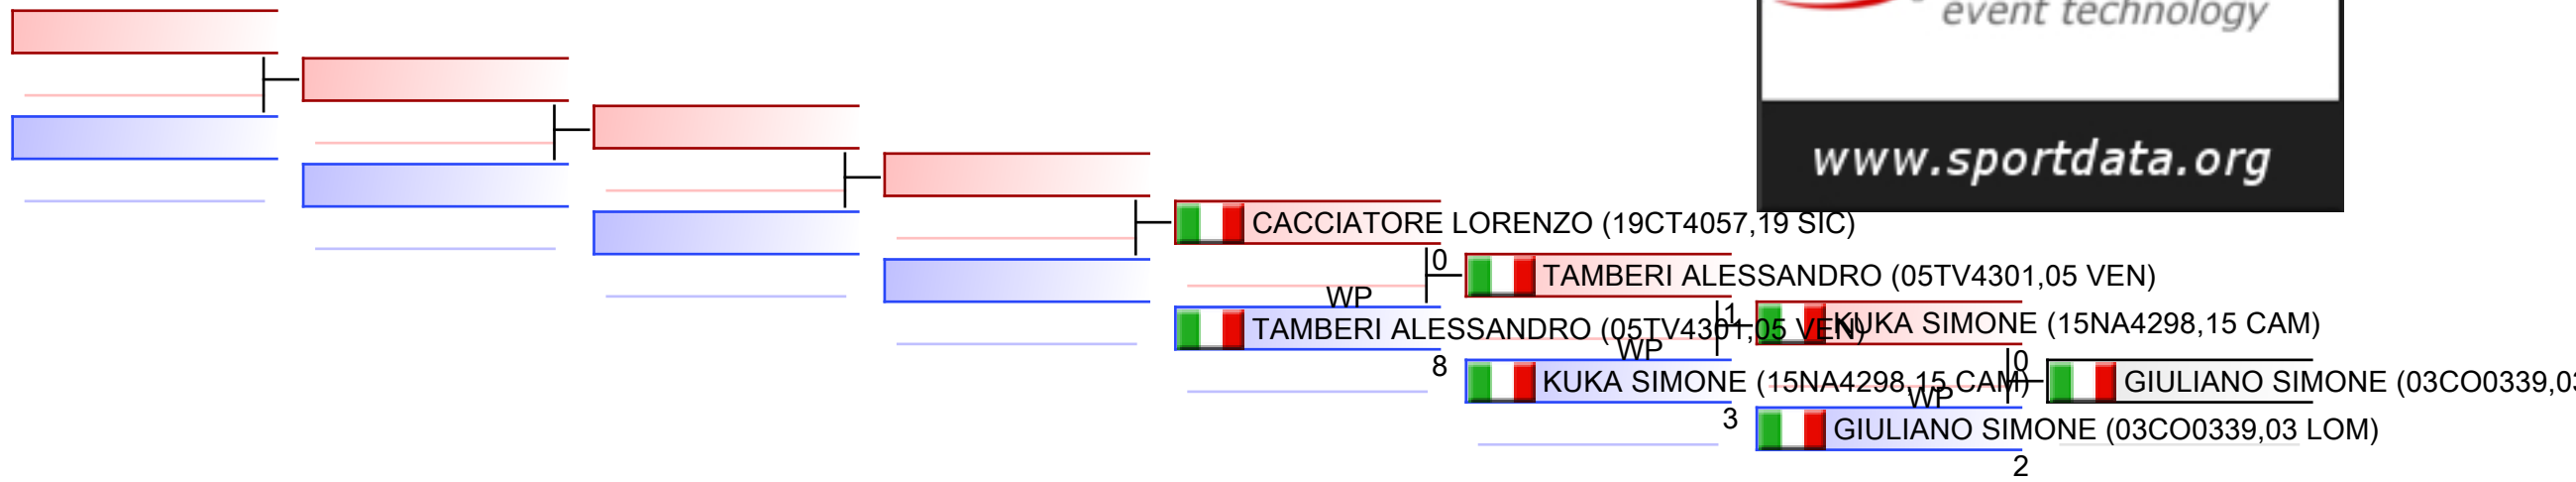 event technology
www.sportdata.org
CACCIATORE LORENZO (19CT4057,19 SIC)
0
TAMBERI ALESSANDRO (05TV4301,05 VEN)
WP
1
KUKA SIMONE (15NA4298,15 CAM)
TAMBERI ALESSANDRO (05TV4301,05 VEN)
WP
8
0
KUKA SIMONE (15NA4298,15 CAM)
GIULIANO SIMONE (03CO0339,03
WP
3
GIULIANO SIMONE (03CO0339,03 LOM)
2